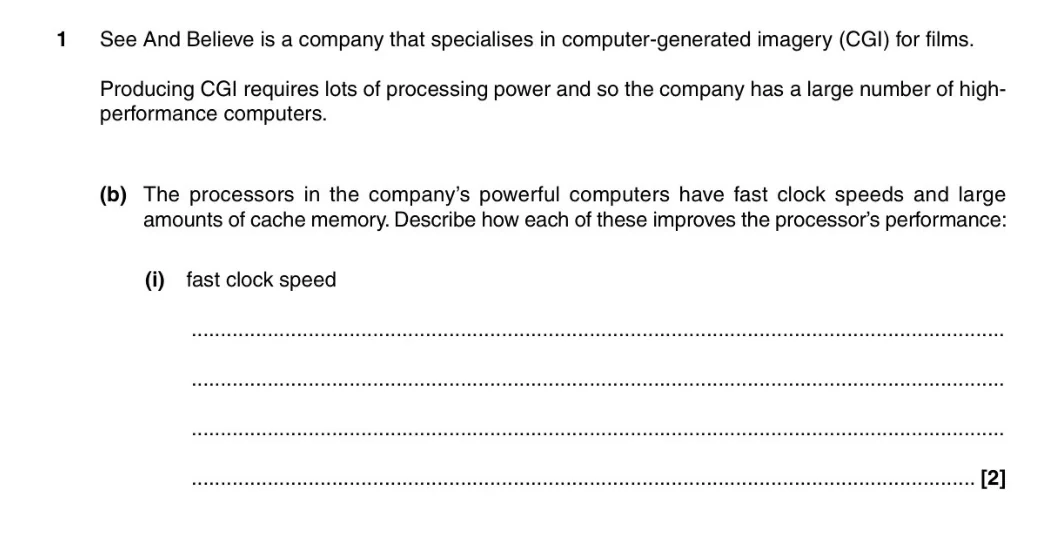 1 See And Believe is a company that specialises in computer-generated imagery (CGI) for films.
Producing CGI requires lots of processing power and so the company has a large number of high-
performance computers.
(b) The processors in the company's powerful computers have fast clock speeds and large
amounts of cache memory. Describe how each of these improves the processor's performance:
(i) fast clock speed
....................................................................................................
....................................................................................................
....................................................................................................
.................................................................................................... [2]